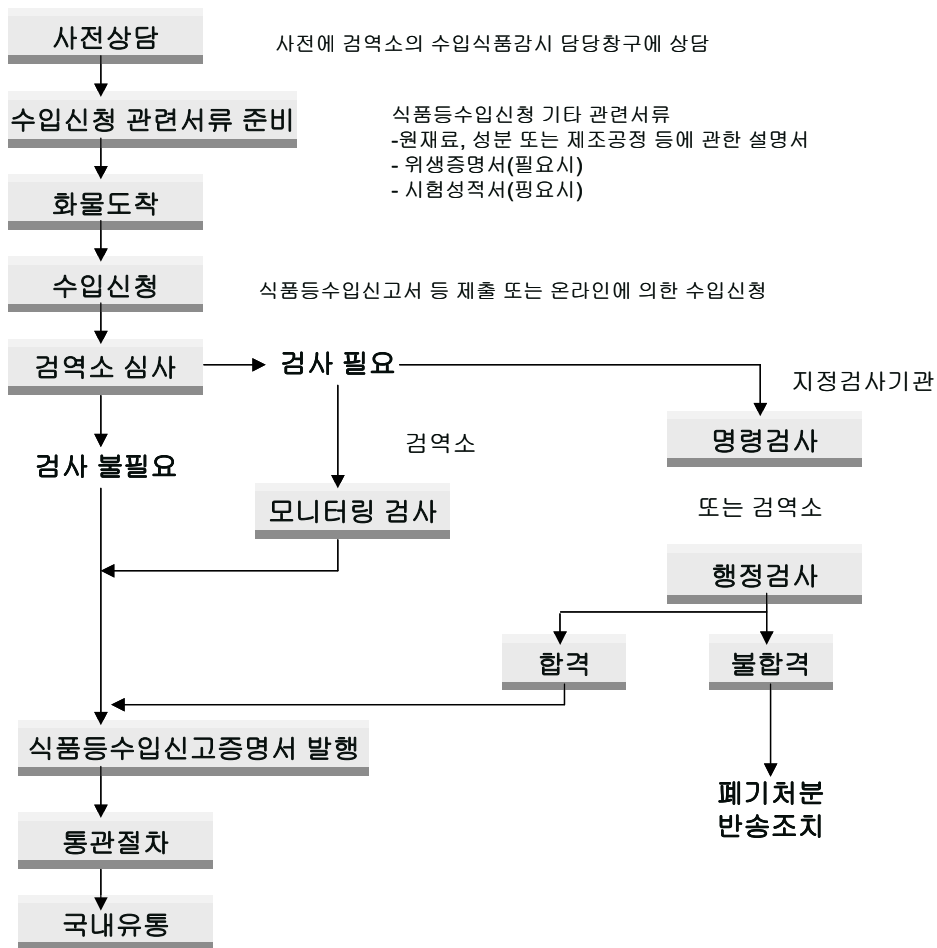 사전상담
사전에 검역소의 수입식품감시 담당창구에 상담
수입신청 관련서류 준비
식품등수입신청 기타 관련서류
-원재료, 성분 또는 제조공정 등에 관한 설명서
- 위생증명서(필요시)
- 시험성적서(핑요시)
화물도착
수입신청
식품등수입신고서 등 제출 또는 온라인에 의한 수입신청
검역소 심사
검사 필요
지정검사기관
명령검사
검역소
검사 불필요
모니터링 검사
또는 검역소
행정검사
합격
불합격
식품등수입신고증명서 발행
폐기처분
반송조치
통관절차
국내유통